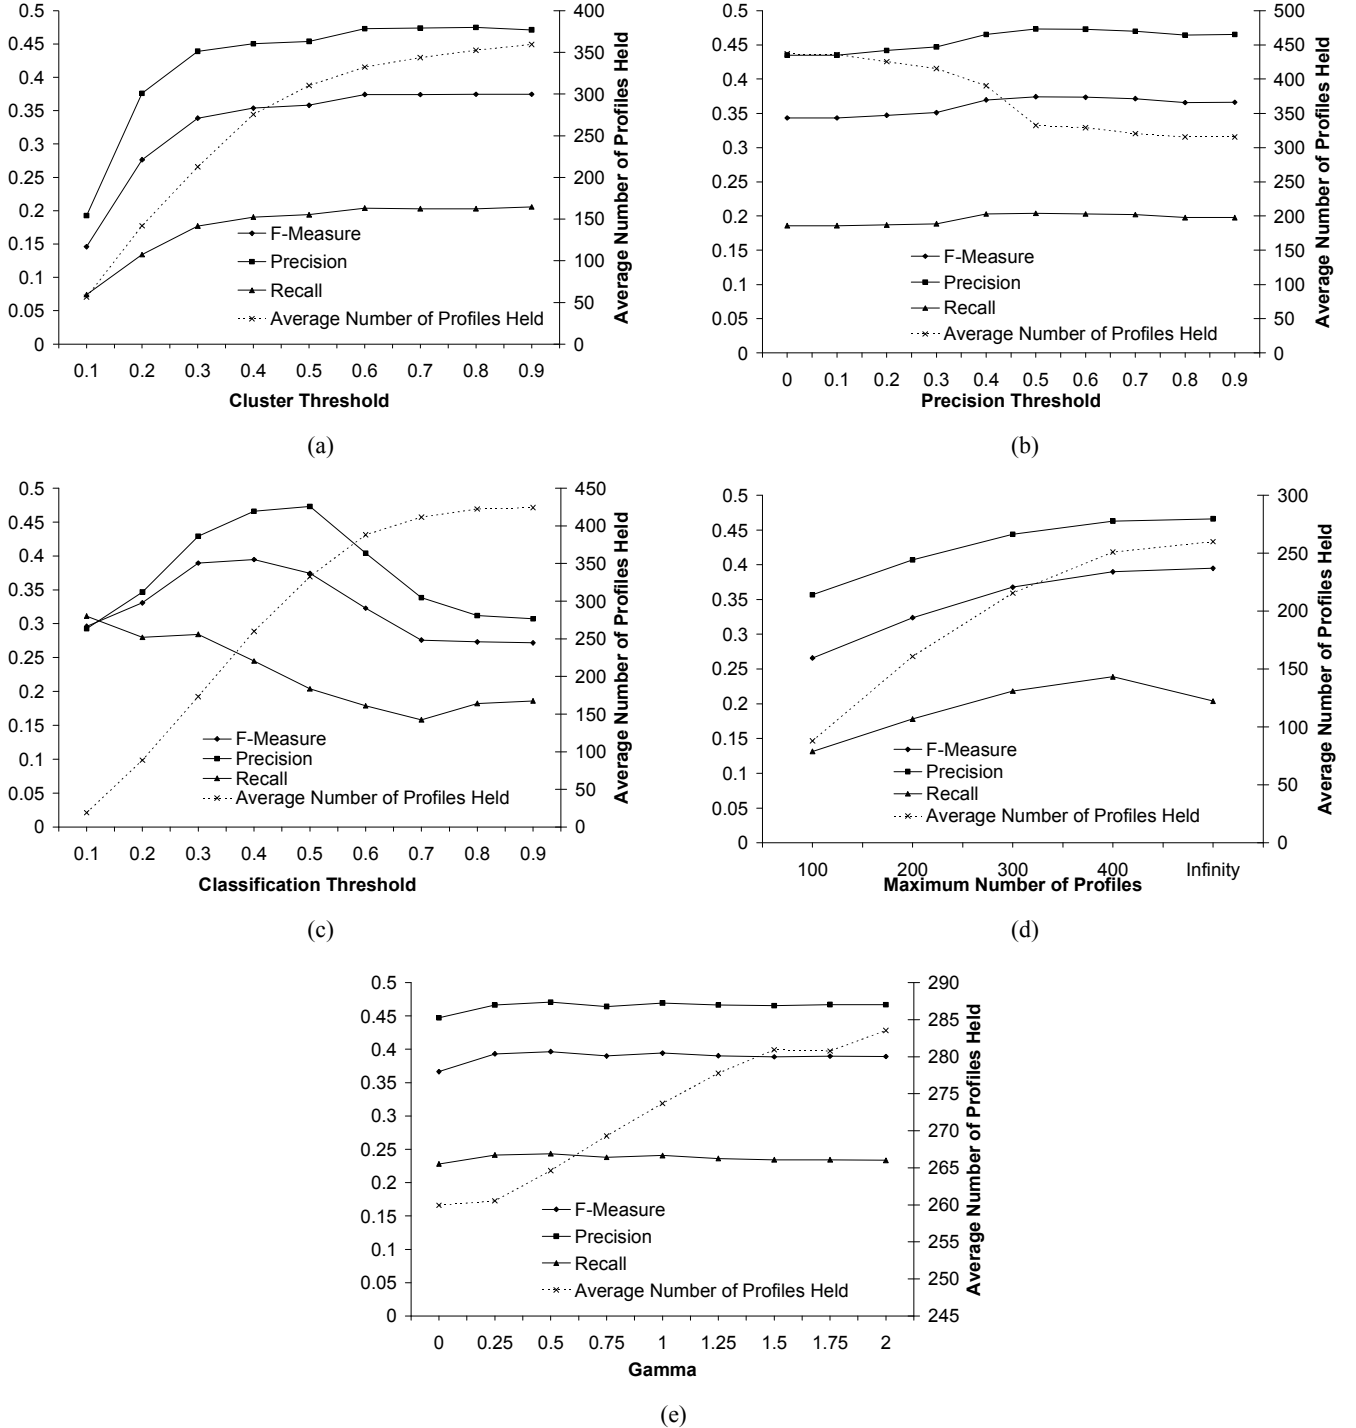 0.5
0.45
0.4
0.35
0.3
0.25
0.2
0.15
0.1
0.05
0
400
350
300
250
200
150
100
50
0
Average Number of Profiles Held
F-Measure
Precision
Recall
Average Number of Profiles Held
0.1 0.2 0.3 0.4 0.5 0.6 0.7 0.8 0.9
Cluster Threshold
(a)
0.5
0.45
0.4
0.35
0.3
0.25
0.2
0.15
0.1
0.05
0
500
450
400
350
300
250
200
150
100
50
0
Average Number of Profiles Held
F-Measure
Precision
Recall
Average Number of Profiles Held
0 0.1 0.2 0.3 0.4 0.5 0.6 0.7 0.8 0.9
Precision Threshold
(b)
0.5
0.45
0.4
0.35
0.3
0.25
0.2
0.15
0.1
0.05
0
450
400
350
300
250
200
150
100
50
0
Average Number of Profiles Held
F-Measure
Precision
Recall
Average Number of Profiles Held
0.1 0.2 0.3 0.4 0.5 0.6 0.7 0.8 0.9
Classification Threshold
(c)
0.5
0.45
0.4
0.35
0.3
0.25
0.2
0.15
0.1
0.05
0
300
250
200
150
100
50
0
Average Number of Profiles Held
F-Measure
Precision
Recall
Average Number of Profiles Held
100 200 300 400 Infinity
Maximum Number of Profiles
(d)
0.5
0.45
0.4
0.35
0.3
0.25
0.2
0.15
0.1
0.05
0
290
285
280
275
270
265
260
255
250
245
Average Number of Profiles Held
F-Measure
Precision
Recall
Average Number of Profiles Held
0 0.25 0.5 0.75 1 1.25 1.5 1.75 2
Gamma
(e)